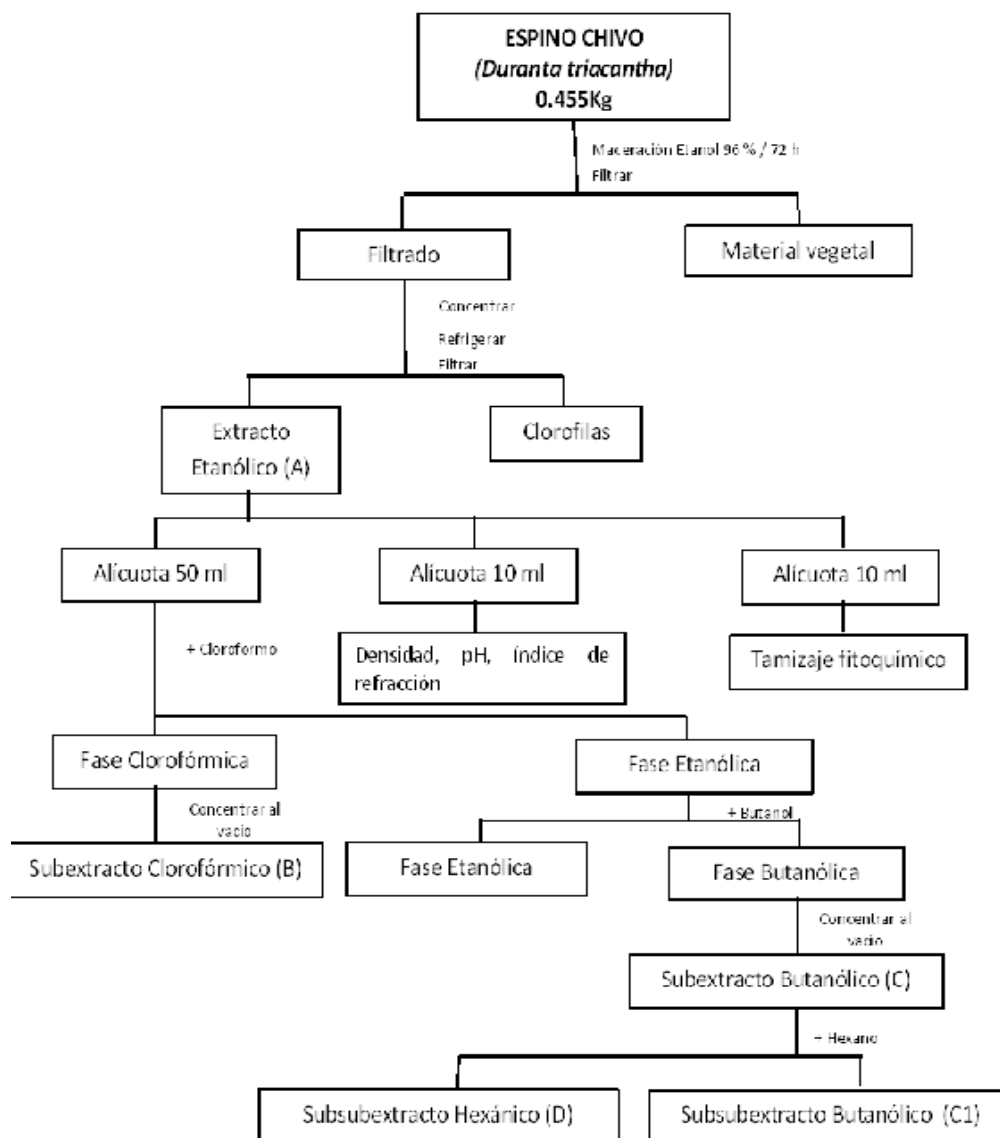 ESPINO CHIVO
(Duranta triacantha)
0.455Kg
Maceración Etanol 96 % / 72 h
Filtrar
Filtrado
Material vegetal
Concentrar
Refrigerar
Filtrar
Extracto
Etanólico (A)
Clorofilas
Alícuota 50 ml
Alícuota 10 ml
Alícuota 10 ml
+ Cloroformo
Densidad, pH, índice de
refracción
Tamizaje fitoquímico
Fase Clorofórmica
Fase Etanólica
Concentrar al
vacio
+ Butanol
Subextracto Clorofórmico (B)
Fase Etanólica
Fase Butanólica
Concentrar al
vacio
Subextracto Butanólico (C)
+ Hexano
Subsubextracto Hexánico (D)
Subsubextracto Butanólico (C1)